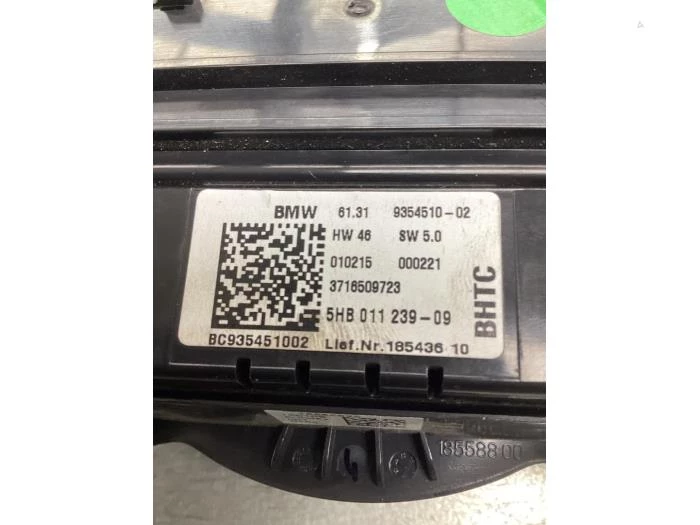 BMW 61.31 9354510-02
HW 46 SW 5.0
010215 000221
3716509723
5HB 011 239-09
BC935451002 Lief.Nr.185436 10
BHTC
185588 00